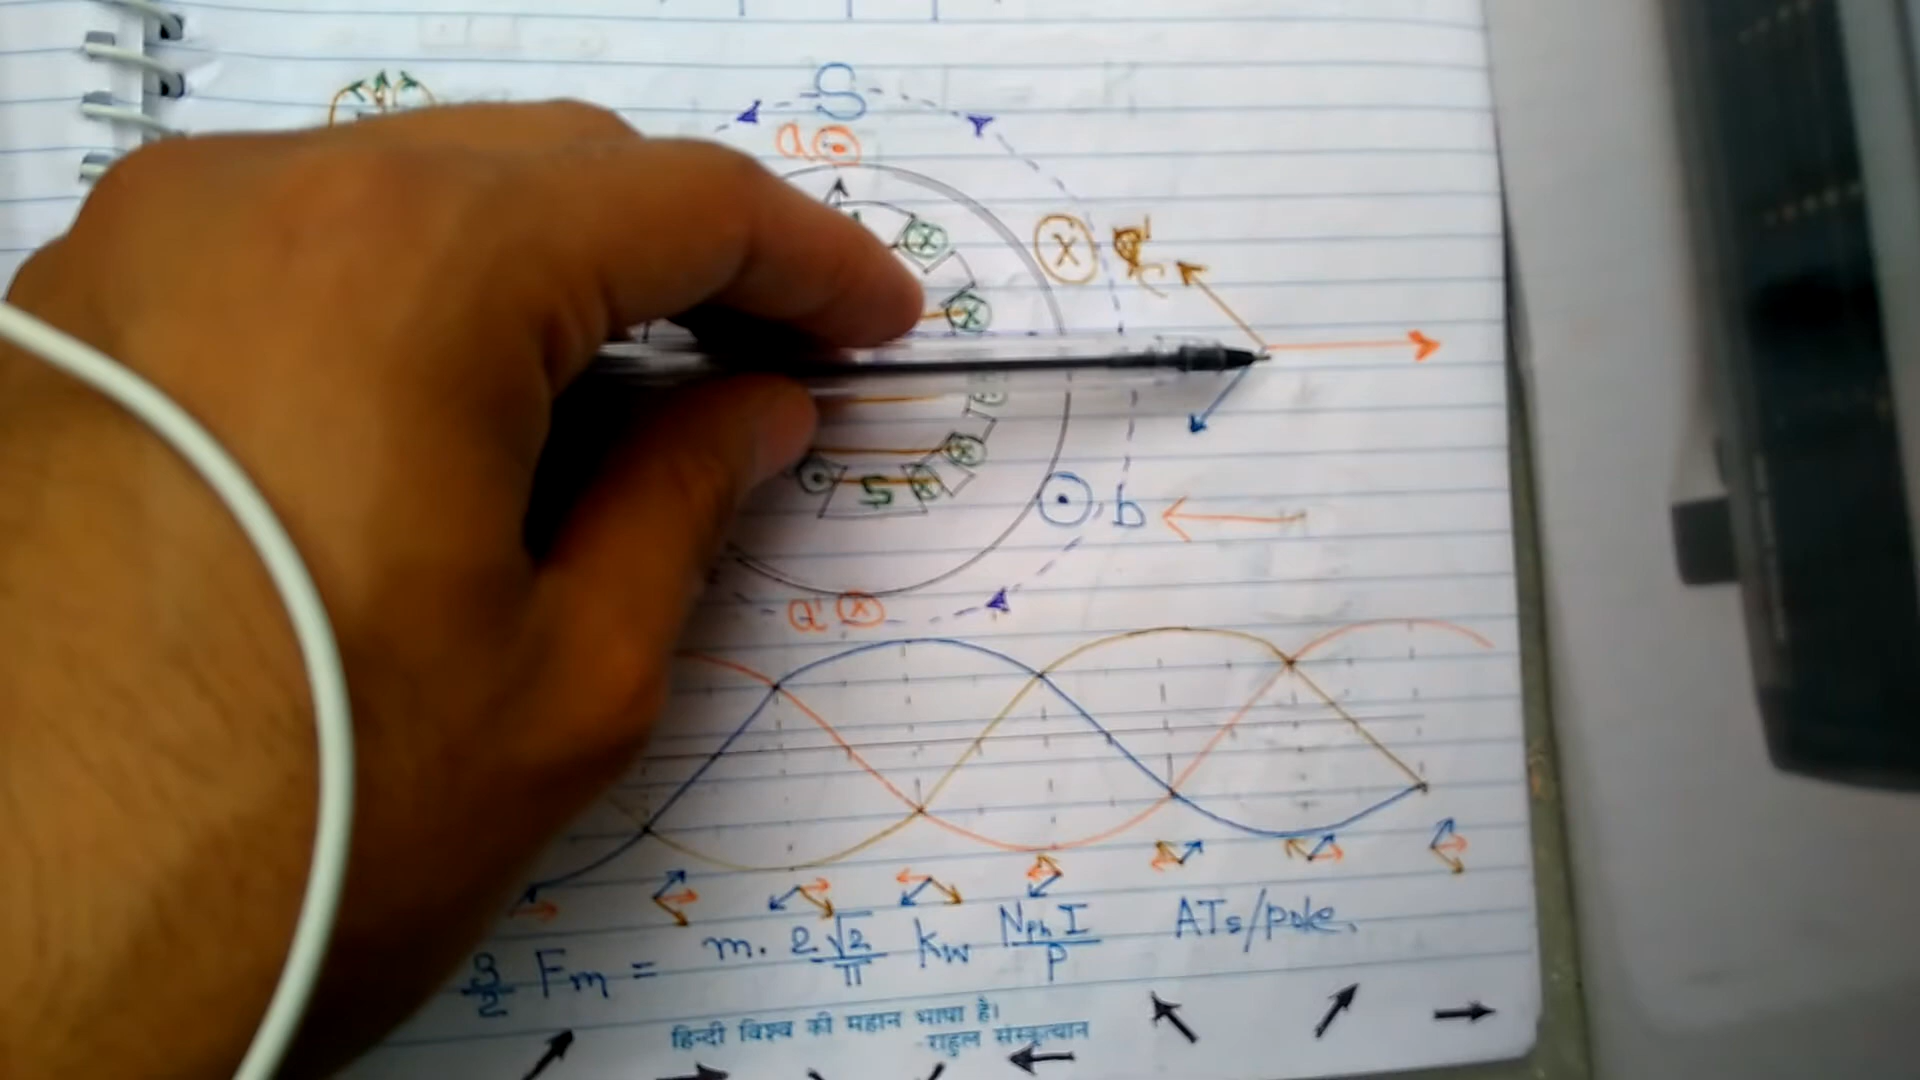 S
a
X
X
X
X
X
S
X
b
a' X
3/2 Fm = m. 2√2/π Kw Nph I/P ATs/pole.
हिन्दी विश्व की महान भाषा है।
राहुल संस्कृत्यान